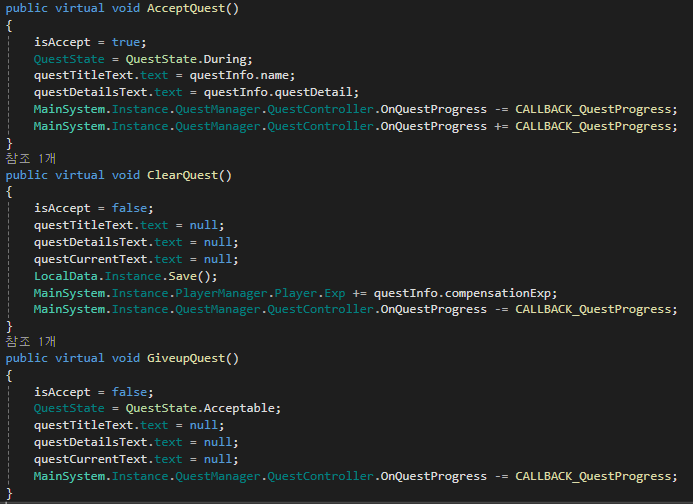 public virtual void AcceptQuest()
{
    isAccept = true;
    QuestState = QuestState.During;
    questTitleText.text = questInfo.name;
    questDetailsText.text = questInfo.questDetail;
    MainSystem.Instance.QuestManager.QuestController.OnQuestProgress -= CALLBACK_QuestProgress;
    MainSystem.Instance.QuestManager.QuestController.OnQuestProgress += CALLBACK_QuestProgress;
}
참조 1개
public virtual void ClearQuest()
{
    isAccept = false;
    questTitleText.text = null;
    questDetailsText.text = null;
    questCurrentText.text = null;
    LocalData.Instance.Save();
    MainSystem.Instance.PlayerManager.Player.Exp += questInfo.compensationExp;
    MainSystem.Instance.QuestManager.QuestController.OnQuestProgress -= CALLBACK_QuestProgress;
}
참조 1개
public virtual void GiveupQuest()
{
    isAccept = false;
    QuestState = QuestState.Acceptable;
    questTitleText.text = null;
    questDetailsText.text = null;
    questCurrentText.text = null;
    MainSystem.Instance.QuestManager.QuestController.OnQuestProgress -= CALLBACK_QuestProgress;
}